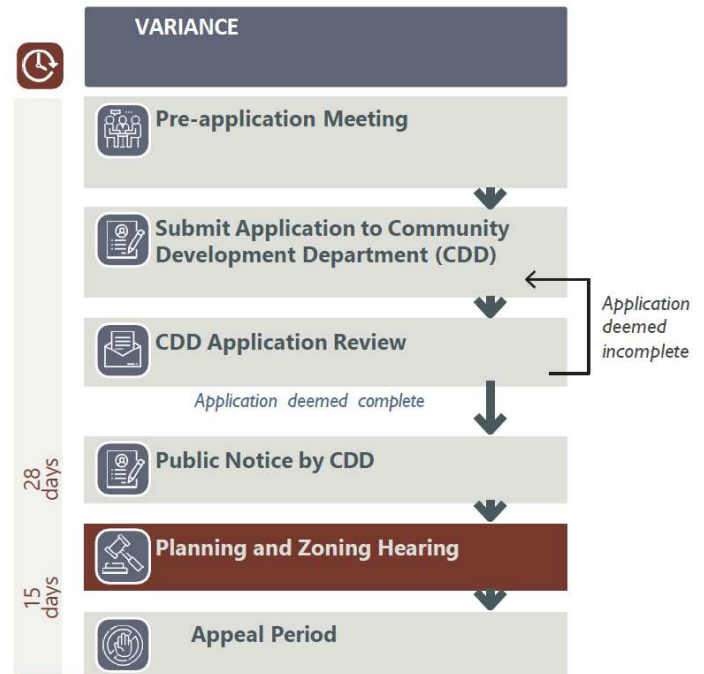 VARIANCE
Pre-application Meeting
Submit Application to Community
Development Department (CDD)
Application
deemed
incomplete
CDD Application Review
Application deemed complete
Public Notice by CDD
28
days
Planning and Zoning Hearing
15
days
Appeal Period